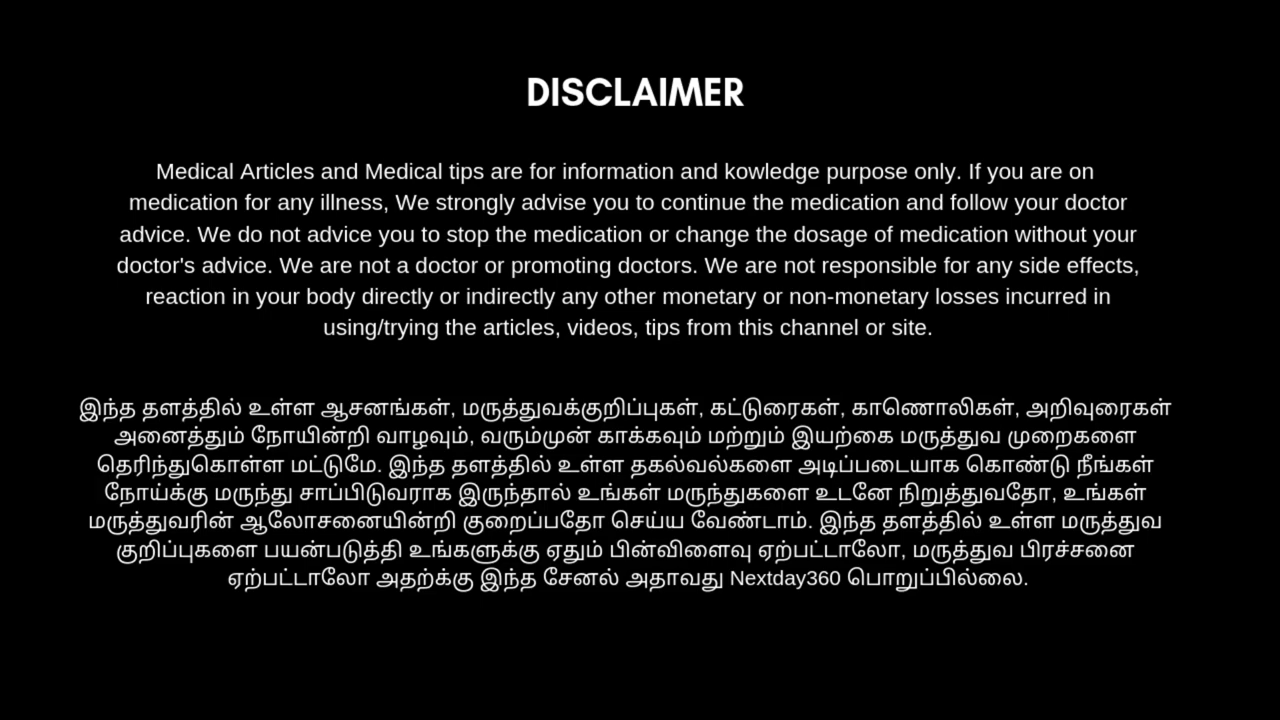 DISCLAIMER
Medical Articles and Medical tips are for information and kowledge purpose only. If you are on
medication for any illness, We strongly advise you to continue the medication and follow your doctor
advice. We do not advice you to stop the medication or change the dosage of medication without your
doctor's advice. We are not a doctor or promoting doctors. We are not responsible for any side effects,
reaction in your body directly or indirectly any other monetary or non-monetary losses incurred in
using/trying the articles, videos, tips from this channel or site.
இந்த தளத்தில் உள்ள ஆசனங்கள், மருத்துவக்குறிப்புகள், கட்டுரைகள், காணொலிகள், அறிவுரைகள்
அனைத்தும் நோயின்றி வாழவும், வரும்முன் காக்கவும் மற்றும் இயற்கை மருத்துவ முறைகளை
தெரிந்துகொள்ள மட்டுமே. இந்த தளத்தில் உள்ள தகல்வல்களை அடிப்படையாக கொண்டு நீங்கள்
நோய்க்கு மருந்து சாப்பிடுவராக இருந்தால் உங்கள் மருந்துகளை உடனே நிறுத்துவதோ, உங்கள்
மருத்துவரின் ஆலோசனையின்றி குறைப்பதோ செய்ய வேண்டாம். இந்த தளத்தில் உள்ள மருத்துவ
குறிப்புகளை பயன்படுத்தி உங்களுக்கு ஏதும் பின்விளைவு ஏற்பட்டாலோ, மருத்துவ பிரச்சனை
ஏற்பட்டாலோ அதற்க்கு இந்த சேனல் அதாவது Nextday360 பொறுப்பில்லை.